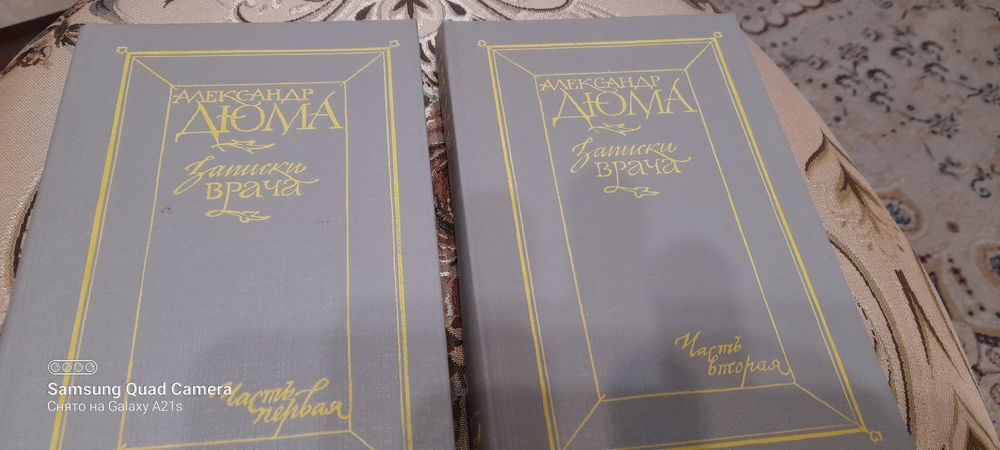 АЛЕКСАНДР
ДЮМА
Записки
врача
Часть
первая
АЛЕКСАНДР
ДЮМА
Записки
врача
Часть
вторая
Samsung Quad Camera
Снято на Galaxy A21s